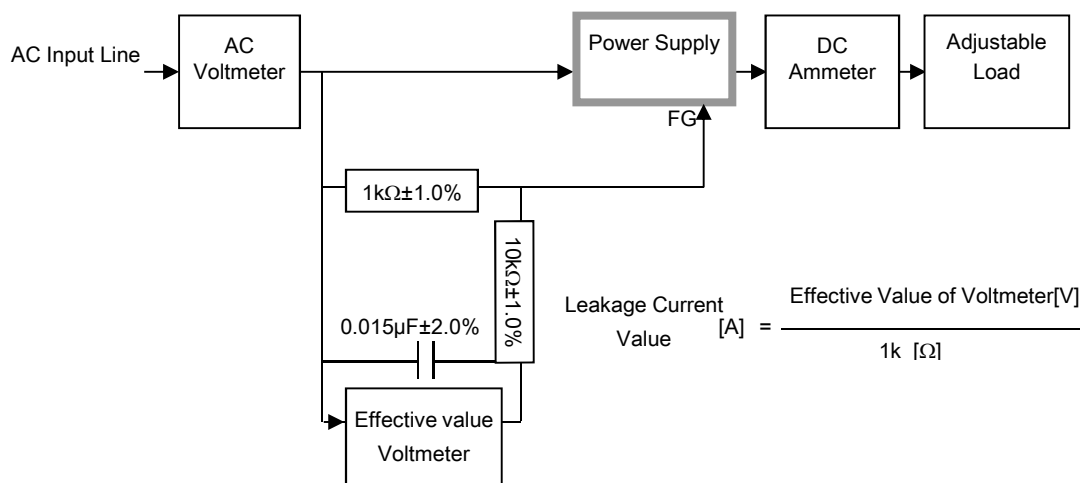 AC Input Line
AC
Voltmeter
Power Supply
DC
Ammeter
Adjustable
Load
FG
1kΩ±1.0%
10kΩ±1.0%
0.015µF±2.0%
Effective value
Voltmeter
Leakage Current
Value
[A] =
Effective Value of Voltmeter[V]
1k [Ω]